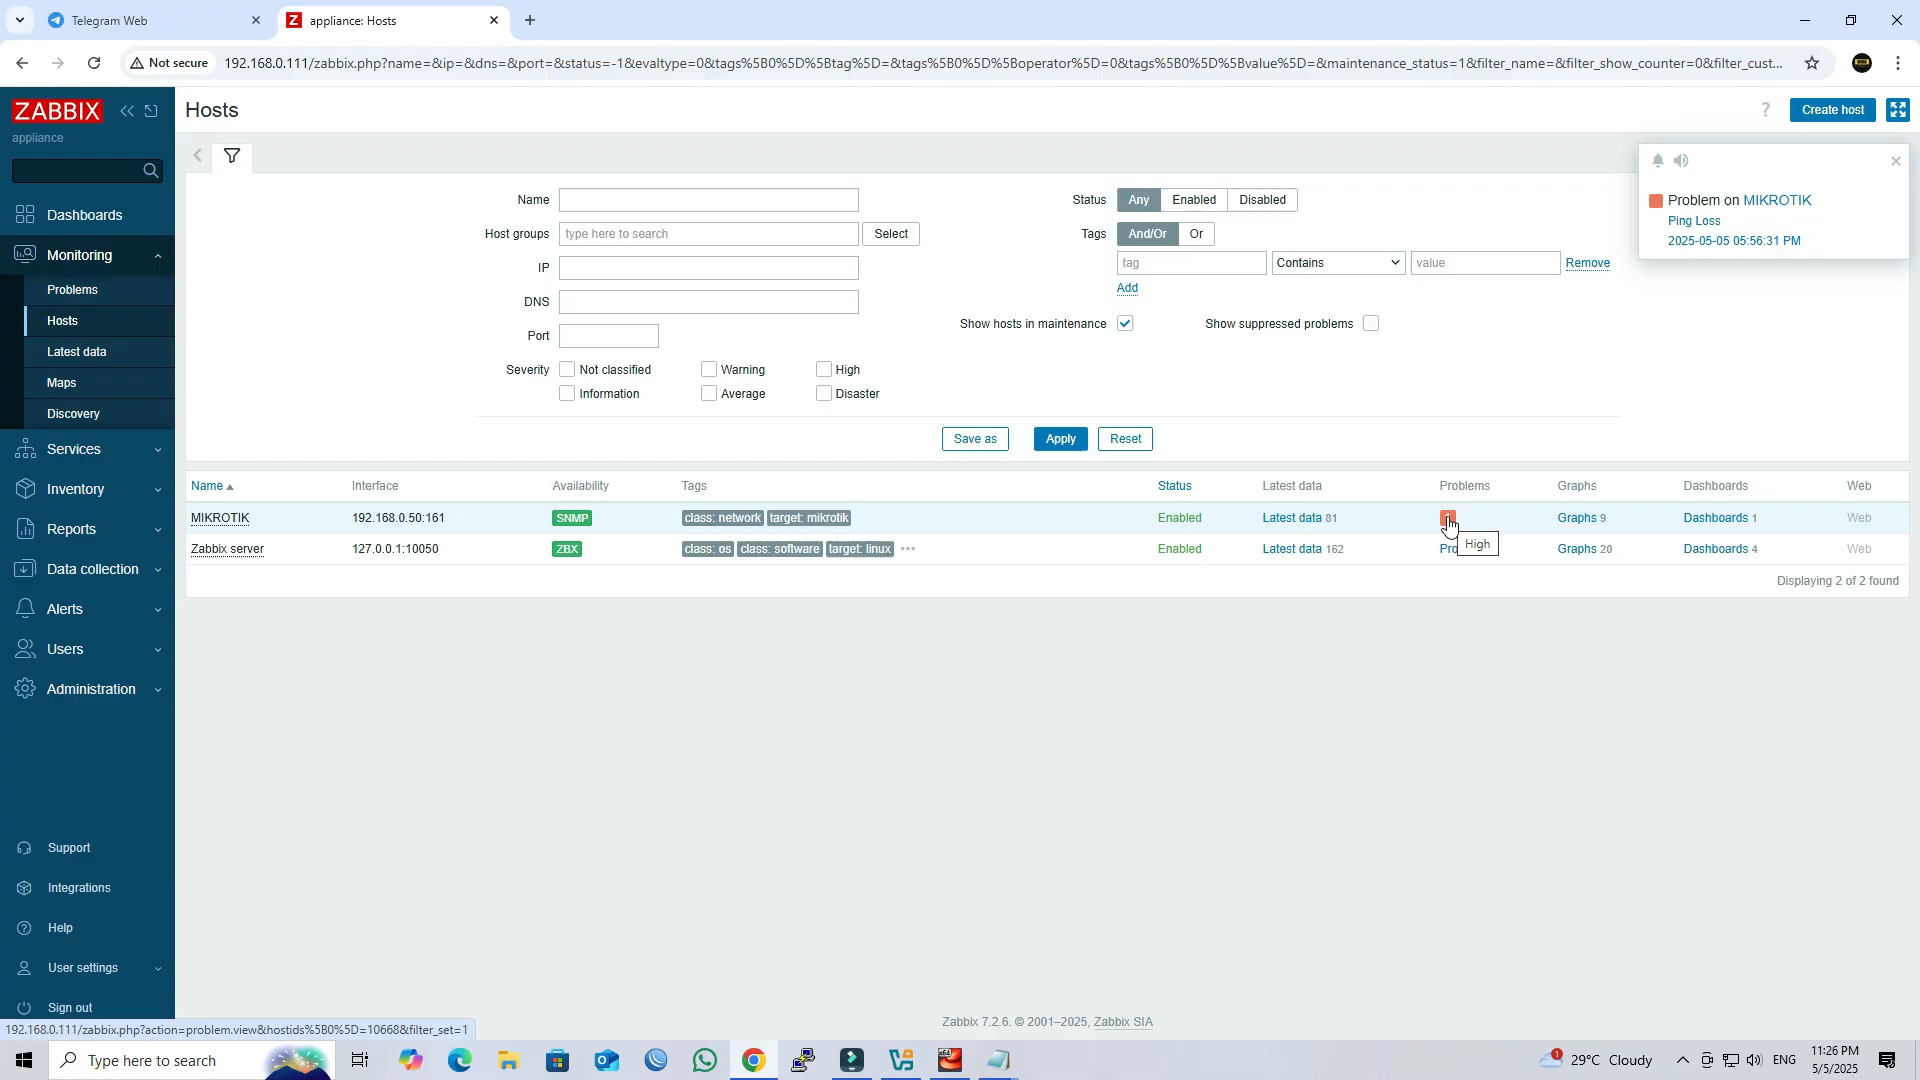 Telegram Web
appliance: Hosts
Not secure
192.168.0.111/zabbix.php?name=&ip=&dns=&port=&status=-1&evaltype=0&tags%5B0%5D%5Btag%5D=&tags%5B0%5D%5Boperator%5D=0&tags%5B0%5D%5Bvalue%5D=&maintenance_status=1&filter_name=&filter_show_counter=0&filter_cust...
ZABBIX
appliance
Dashboards
Monitoring
Problems
Hosts
Latest data
Maps
Discovery
Services
Inventory
Reports
Data collection
Alerts
Users
Administration
Support
Integrations
Help
User settings
Sign out
Hosts
? Create host
Name
Host groups type here to search Select
IP
DNS
Port
Severity Not classified Warning High
Information Average Disaster
Status Any Enabled Disabled
Tags And/Or Or
tag Contains value Remove
Add
Show hosts in maintenance Show suppressed problems
Save as Apply Reset
Problem on MIKROTIK
Ping Loss
2025-05-05 05:56:31 PM
Name Interface Availability Tags Status Latest data Problems Graphs Dashboards Web
MIKROTIK 192.168.0.50:161 SNMP class: network target: mikrotik Enabled Latest data 81 Graphs 9 Dashboards 1 Web
Zabbix server 127.0.0.1:10050 ZBX class: os class: software target: linux Enabled Latest data 162 Graphs 20 Dashboards 4 Web
High
Displaying 2 of 2 found
Zabbix 7.2.6. © 2001–2025, Zabbix SIA
192.168.0.111/zabbix.php?action=problem.view&hostids%5B0%5D=10668&filter_set=1
Type here to search
1
29°C Cloudy
ENG
11:26 PM
5/5/2025